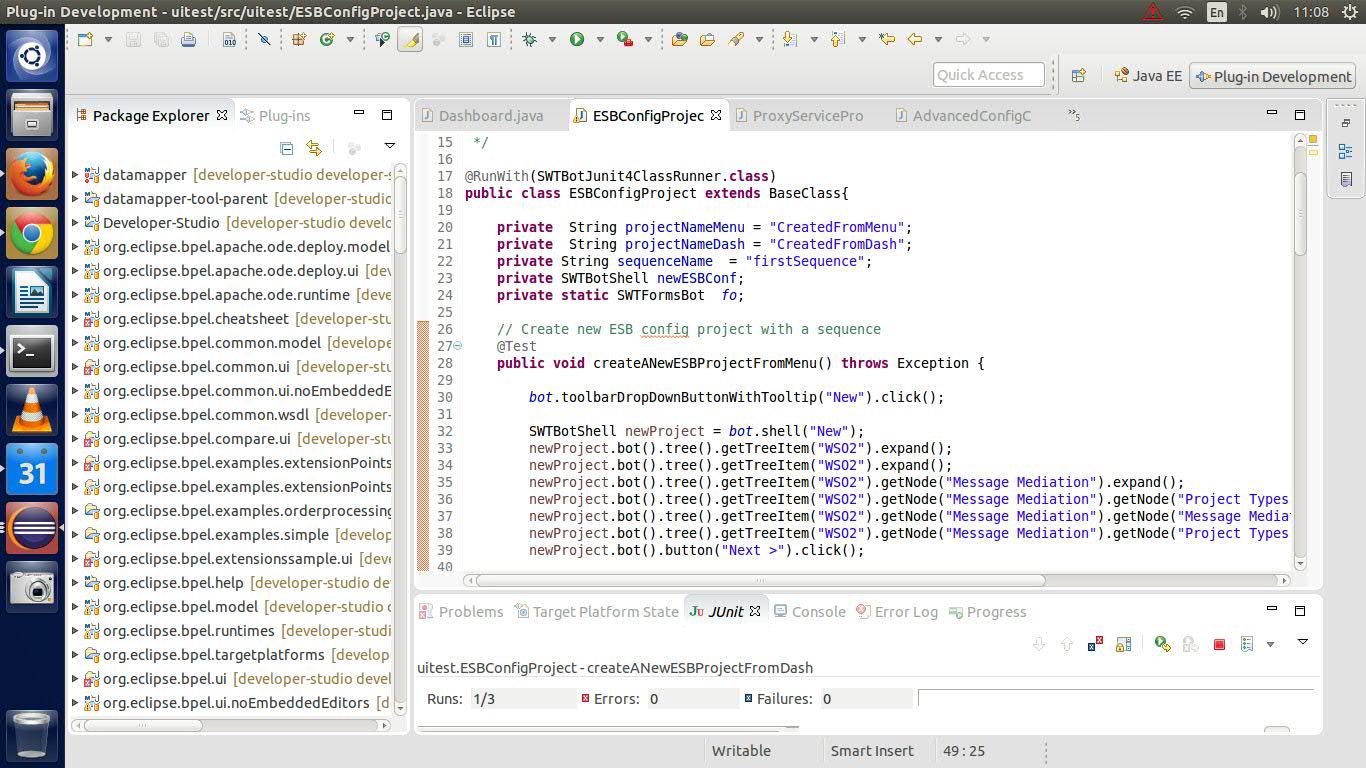 Plug-in Development - uitest/src/uitest/ESBConfigProject.java - Eclipse
En
11:08
010
Quick Access
Java EE
Plug-in Development
Package Explorer
Plug-ins
datamapper [developer-studio developer-s
datamapper-tool-parent [developer-studio
Developer-Studio [developer-studio develo
org.eclipse.bpel.apache.ode.deploy.model
org.eclipse.bpel.apache.ode.deploy.ui [dev
org.eclipse.bpel.apache.ode.runtime [deve
org.eclipse.bpel.cheatsheet [developer-stu
org.eclipse.bpel.common.model [develope
org.eclipse.bpel.common.ui [developer-stu
org.eclipse.bpel.common.ui.noEmbeddedE
org.eclipse.bpel.common.wsdl [developer-
org.eclipse.bpel.compare.ui [developer-stu
org.eclipse.bpel.examples.extensionPoints
org.eclipse.bpel.examples.extensionPoints
org.eclipse.bpel.examples.orderprocessing
org.eclipse.bpel.examples.simple [develop
org.eclipse.bpel.extensionssample.ui [deve
org.eclipse.bpel.help [developer-studio de
org.eclipse.bpel.model [developer-studio c
org.eclipse.bpel.runtimes [developer-studi
org.eclipse.bpel.targetplatforms [develop
org.eclipse.bpel.ui [developer-studio devel
org.eclipse.bpel.ui.noEmbeddedEditors [d
31
Dashboard.java
ESBConfigProjec
ProxyServicePro
AdvancedConfigC
»5
15 */
16
17 @RunWith(SWTBotJunit4ClassRunner.class)
18 public class ESBConfigProject extends BaseClass{
19
20 private String projectNameMenu = "CreatedFromMenu";
21 private String projectNameDash = "CreatedFromDash";
22 private String sequenceName = "firstSequence";
23 private SWTBotShell newESBConf;
24 private static SWTFormsBot fo;
25
26 // Create new ESB config project with a sequence
27 @Test
28 public void createANewESBProjectFromMenu() throws Exception {
29
30 bot.toolbarDropDownButtonWithTooltip("New").click();
31
32 SWTBotShell newProject = bot.shell("New");
33 newProject.bot().tree().getTreeItem("WSO2").expand();
34 newProject.bot().tree().getTreeItem("WSO2").expand();
35 newProject.bot().tree().getTreeItem("WSO2").getNode("Message Mediation").expand();
36 newProject.bot().tree().getTreeItem("WSO2").getNode("Message Mediation").getNode("Project Types
37 newProject.bot().tree().getTreeItem("WSO2").getNode("Message Mediation").getNode("Message Media
38 newProject.bot().tree().getTreeItem("WSO2").getNode("Message Mediation").getNode("Project Types
39 newProject.bot().button("Next >").click();
40
Problems
Target Platform State
JUnit
Console
Error Log
Progress
uitest.ESBConfigProject - createANewESBProjectFromDash
Runs: 1/3
Errors: 0
Failures: 0
Writable
Smart Insert
49 : 25